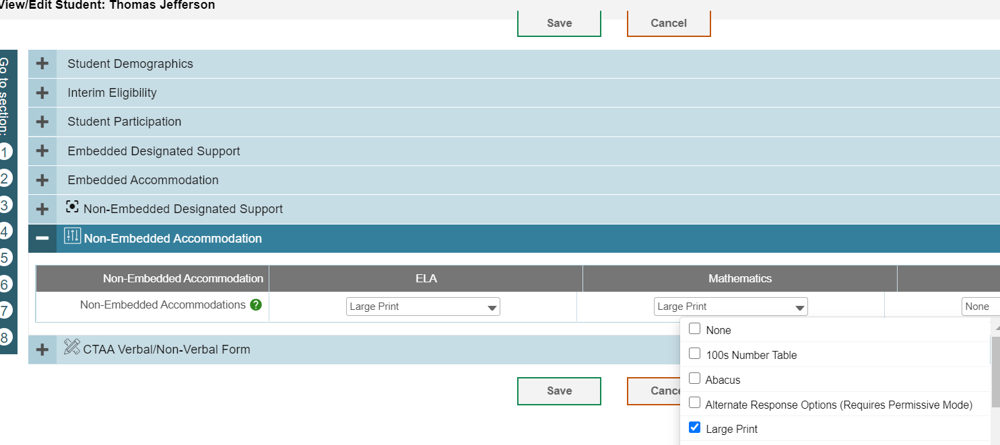 View/Edit Student: Thomas Jefferson
Save Cancel
Go to section:
1
2
3
4
5
6
7
8
Student Demographics
Interim Eligibility
Student Participation
Embedded Designated Support
Embedded Accommodation
Non-Embedded Designated Support
Non-Embedded Accommodation
Non-Embedded Accommodation ELA Mathematics
Non-Embedded Accommodations ? Large Print Large Print None
None
100s Number Table
Abacus
Alternate Response Options (Requires Permissive Mode)
Large Print
CTAA Verbal/Non-Verbal Form
Save Cance